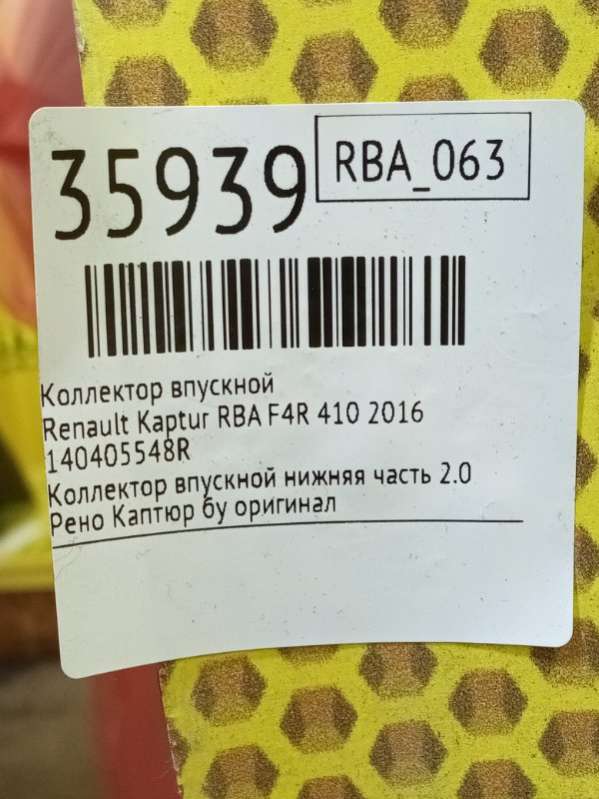 35939
RBA_063
Коллектор впускной
Renault Kaptur RBA F4R 410 2016
140405548R
Коллектор впускной нижняя часть 2.0
Рено Каптюр бу оригинал